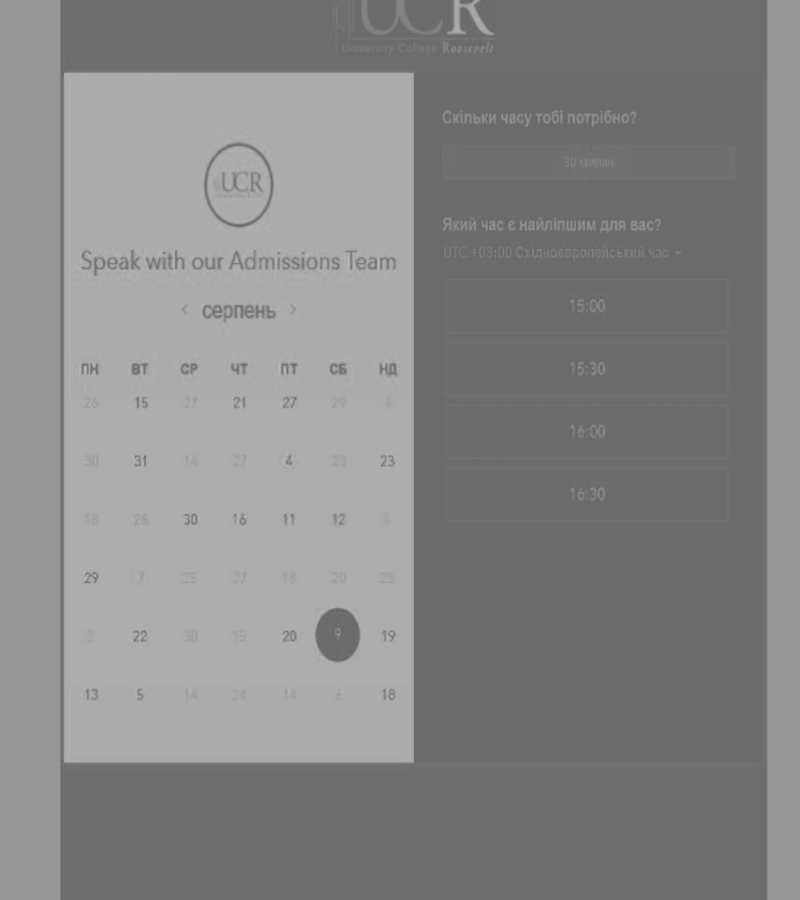 UCR
University College Roosevelt
UCR
Speak with our Admissions Team
серпень
ПН ВТ СР ЧТ ПТ СБ НД
26 15 27 21 27 29 4
30 31 14 27 4 28 23
18 26 30 16 11 12 5
29 7 25 27 18 20 25
2 22 30 15 20 9 19
13 5 14 24 14 6 18
Скільки часу тобі потрібно?
30 хвилин
Який час є найліпшим для вас?
UTC +03:00 Східноєвропейський час
15:00
15:30
16:00
16:30